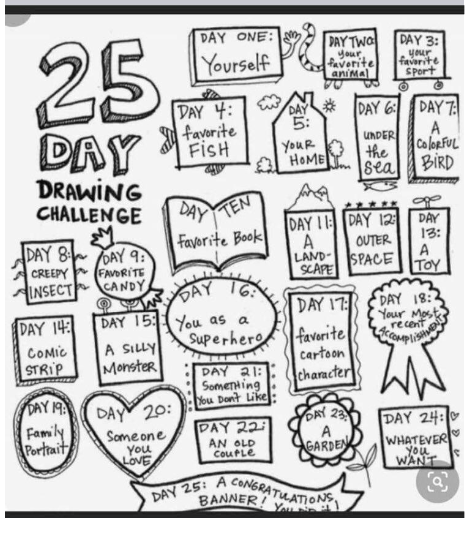 25
DAY
DRAWING
CHALLENGE
DAY ONE:
Yourself
DAY TWO:
your
favorite
animal
DAY 3:
your
favorite
sport
DAY 4:
favorite
FISH
DAY
5:
YOUR
HOME
DAY 6:
UNDER
the
sea
DAY 7:
A
COLORFUL
BIRD
DAY 8:
CREEPY
INSECT
DAY 9:
FAVORITE
CANDY
DAY TEN
Favorite Book
DAY 11:
A
LAND-
SCAPE
DAY 12:
OUTER
SPACE
DAY
13:
A
TOY
DAY 14:
COMIC
STRIP
DAY 15:
A SILLY
MONSTER
DAY 16:
You as a
Superhero
DAY 17:
favorite
cartoon
character
DAY 18:
Your Most
recent
ACCOMPLISHMENT
DAY 19:
Family
Portrait
DAY 20:
Someone
you
LOVE
DAY 21:
Something
You Don't Like
DAY 22:
AN OLD
COUPLE
DAY 23:
A
GARDEN
DAY 24:
WHATEVER
YOU
WANT
DAY 25: A CONGRATULATIONS
BANNER! You DID it!